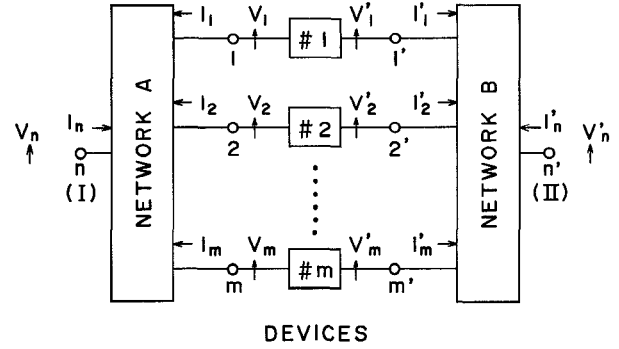 I₁ V₁ V'₁ I'₁
#1
1 1'
I₂ V₂ V'₂ I'₂
#2
2 2'
Vₙ Iₙ I'ₙ V'ₙ
n n'
(I) (II)
NETWORK A
NETWORK B
Iₘ Vₘ V'ₘ I'ₘ
#m
m m'
DEVICES